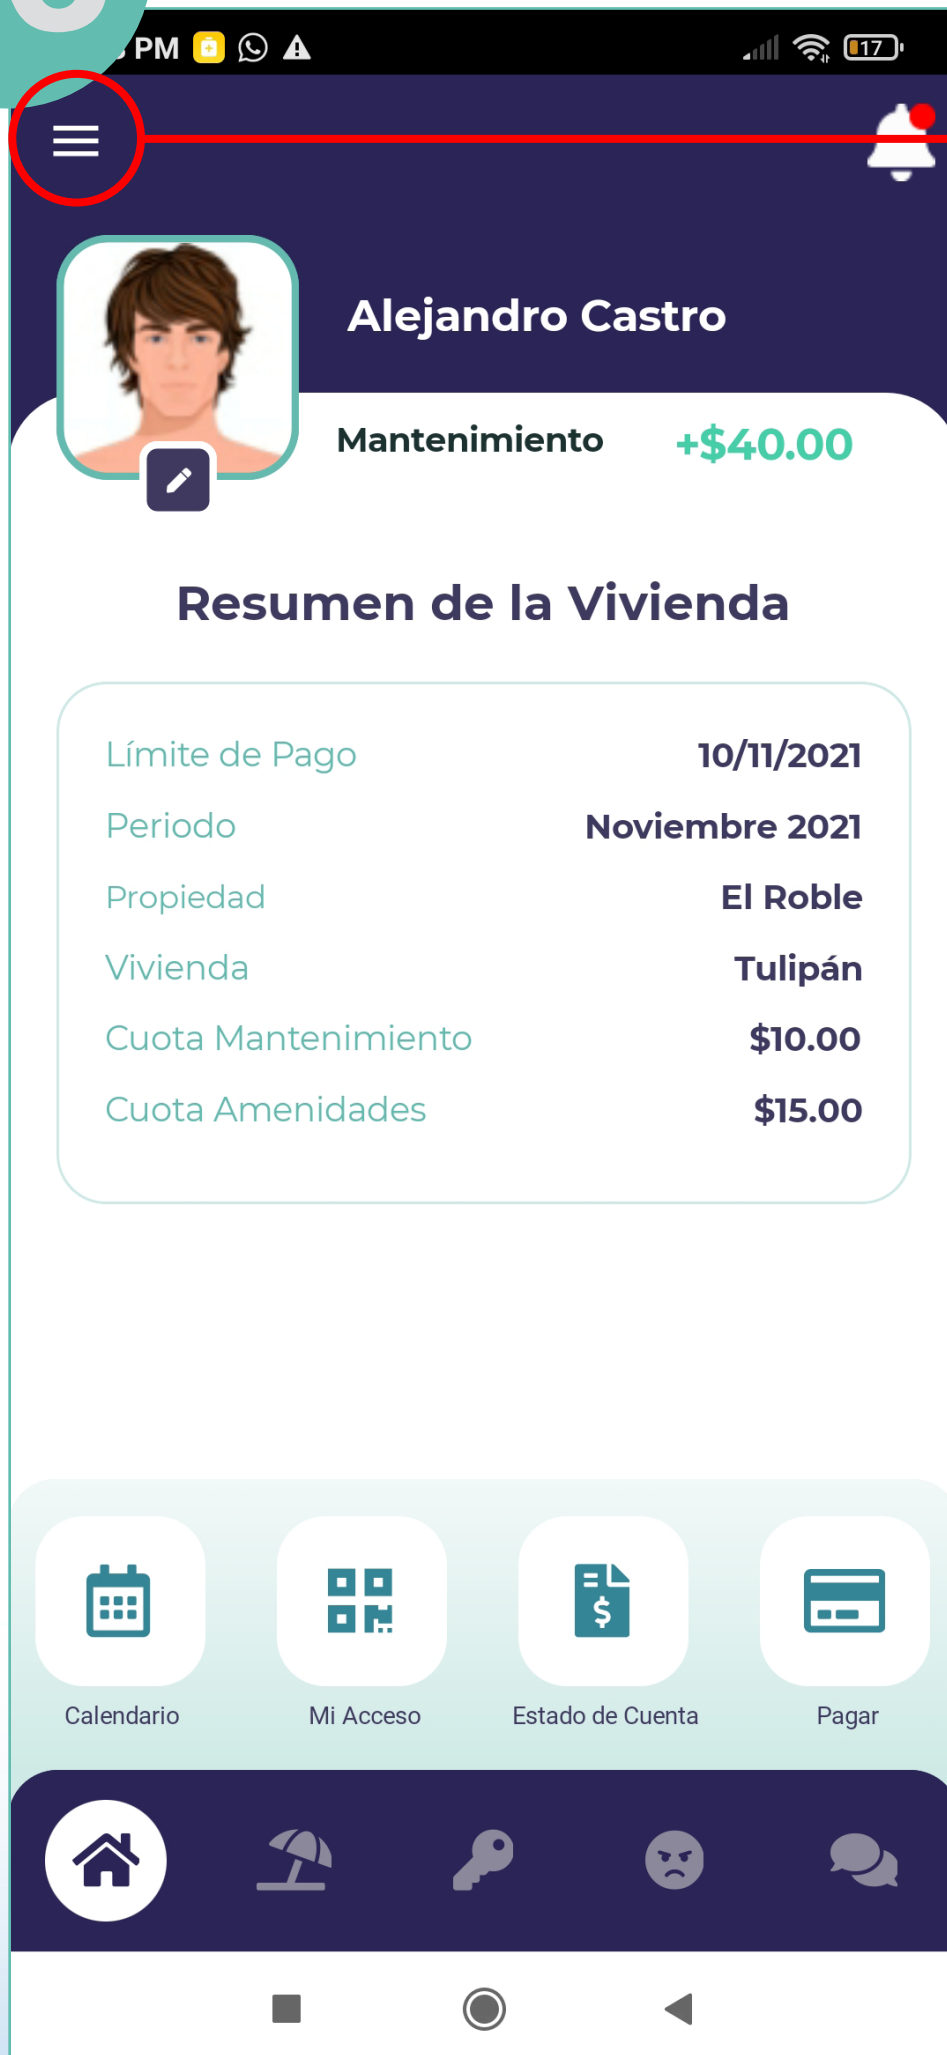 PM
17
Alejandro Castro
Mantenimiento +$40.00
Resumen de la Vivienda
Límite de Pago 10/11/2021
Periodo Noviembre 2021
Propiedad El Roble
Vivienda Tulipán
Cuota Mantenimiento $10.00
Cuota Amenidades $15.00
Calendario Mi Acceso Estado de Cuenta Pagar